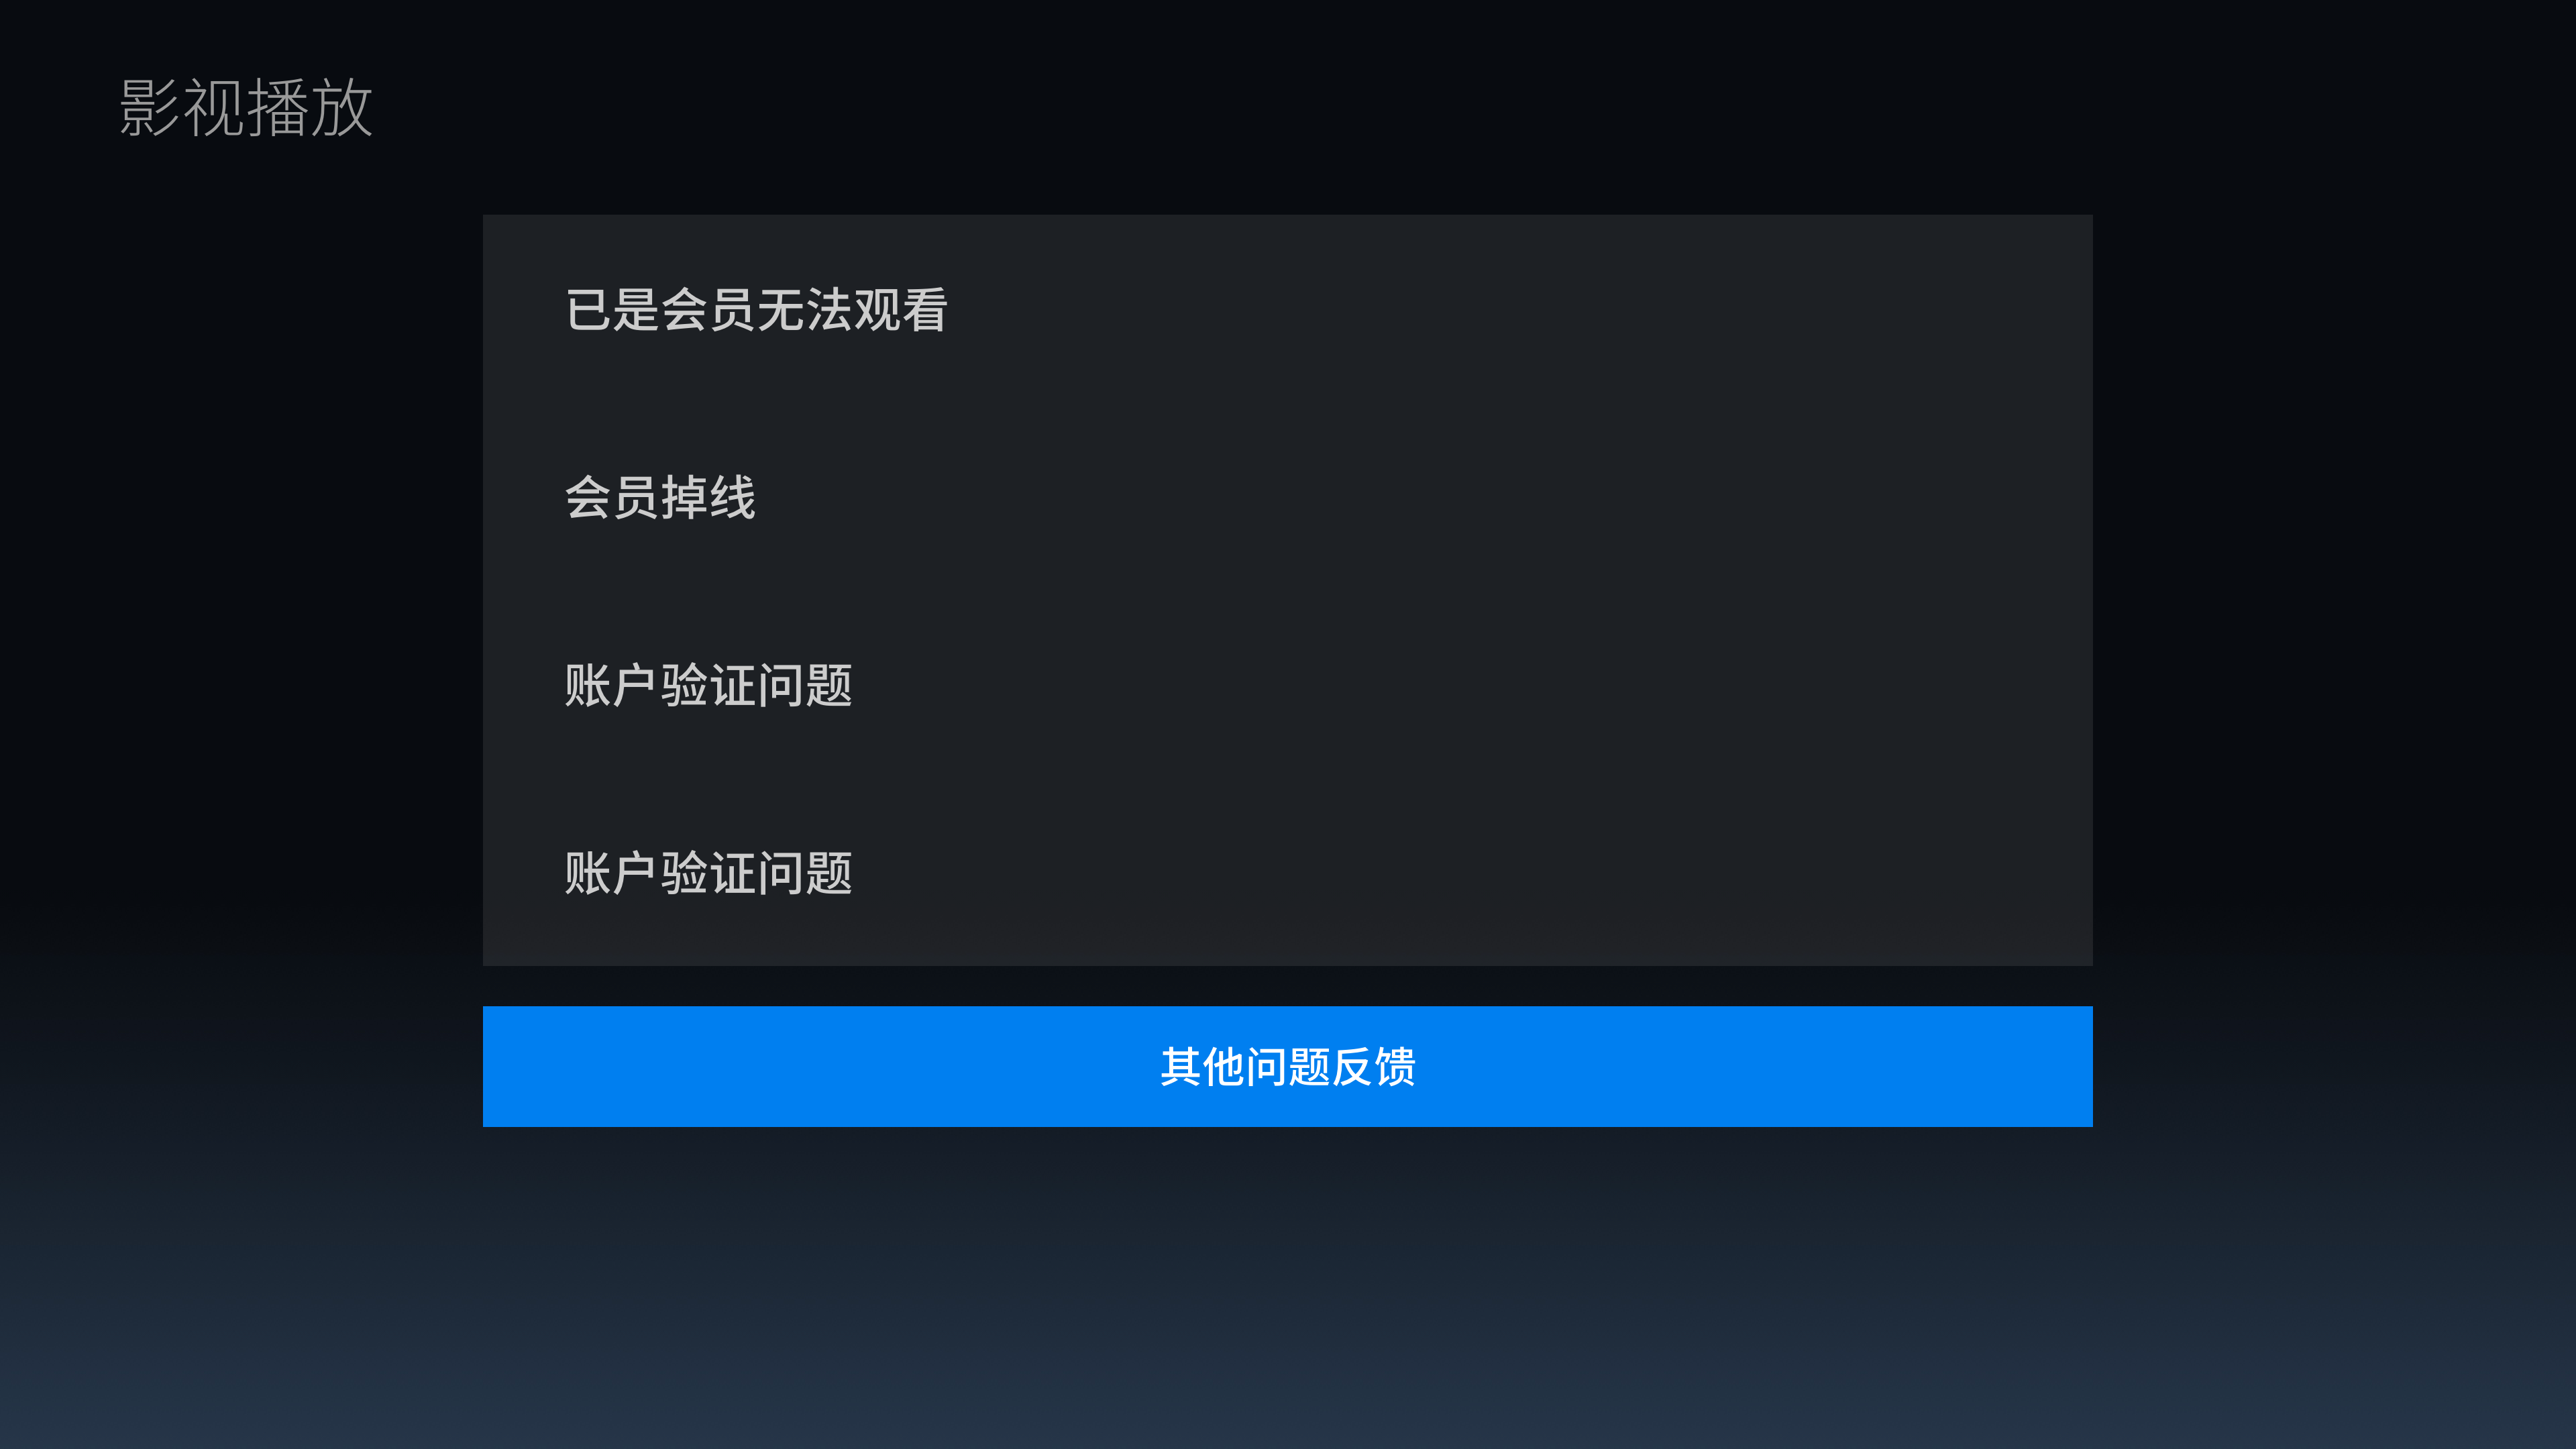 影视播放
已是会员无法观看
会员掉线
账户验证问题
账户验证问题
其他问题反馈